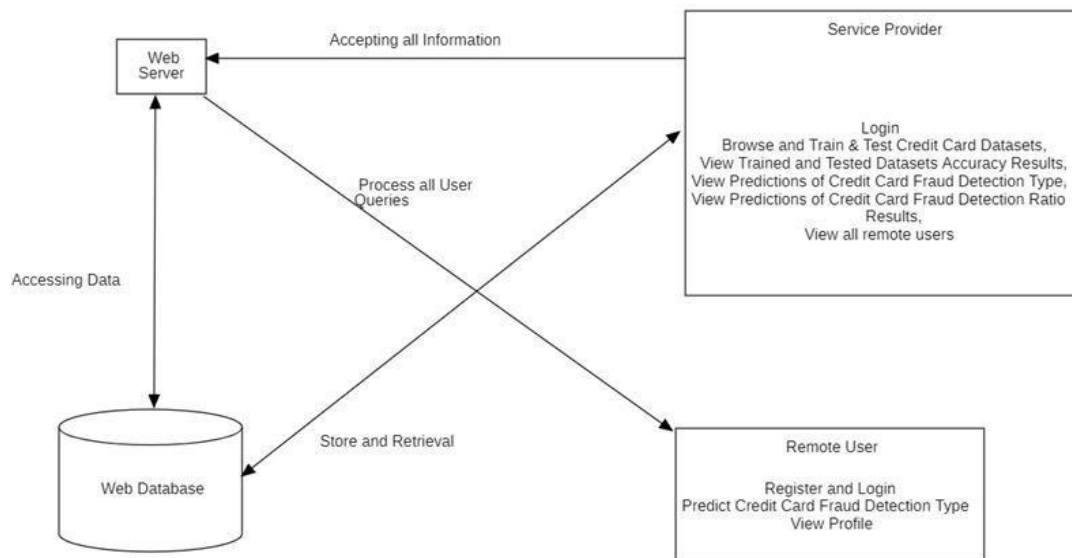 Accepting all Information
Service Provider
Web
Server
Login
Browse and Train & Test Credit Card Datasets,
View Trained and Tested Datasets Accuracy Results,
View Predictions of Credit Card Fraud Detection Type,
View Predictions of Credit Card Fraud Detection Ratio
Results,
View all remote users
Process all User
Queries
Accessing Data
Store and Retrieval
Web Database
Remote User
Register and Login
Predict Credit Card Fraud Detection Type
View Profile